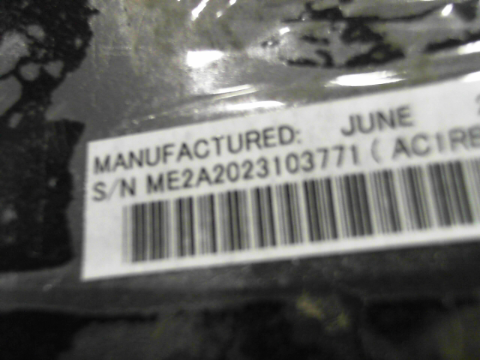 MANUFACTURED: JUNE
S/N ME2A2023103771 ( AC1RE